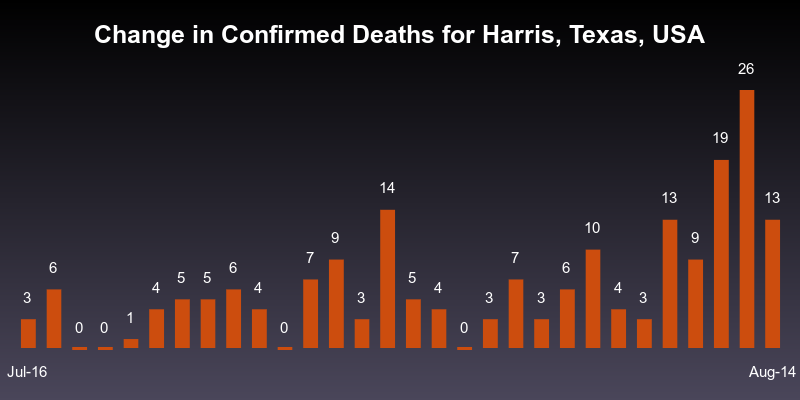 Change in Confirmed Deaths for Harris, Texas, USA
3 6 0 0 1 4 5 5 6 4 0 7 9 3 14 5 4 0 3 7 3 6 10 4 3 13 9 19 26 13
Jul-16 Aug-14